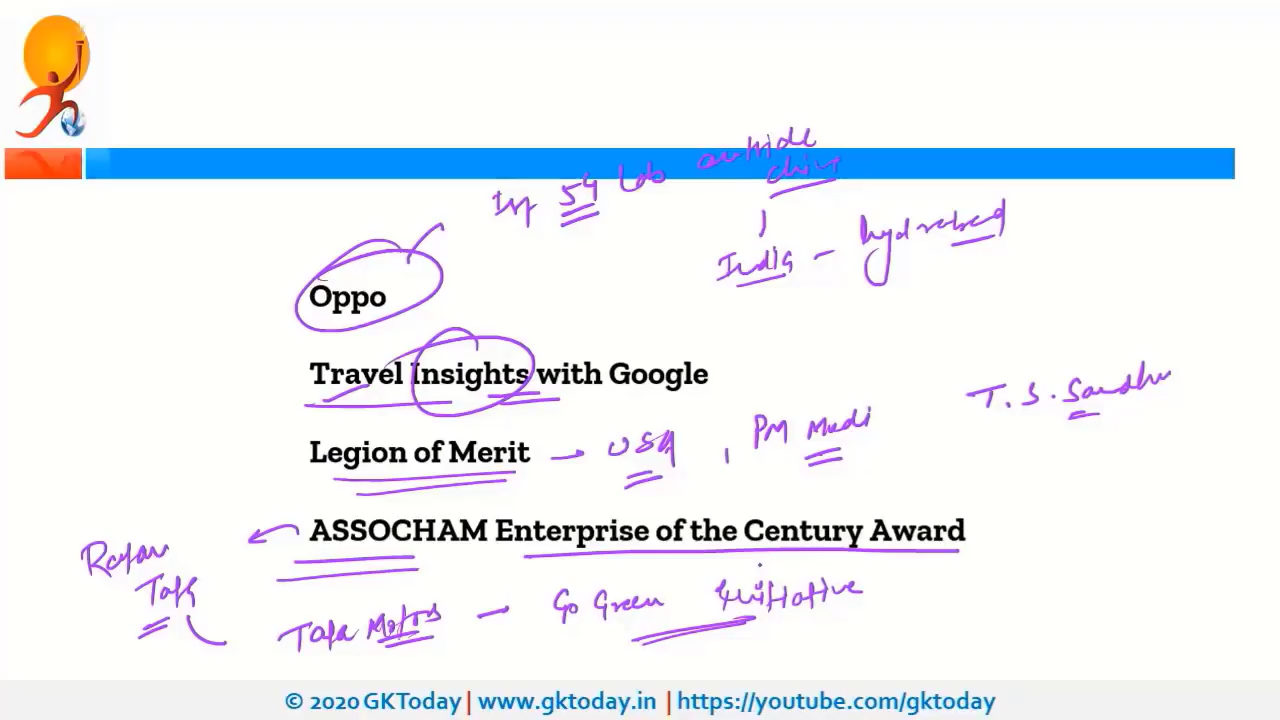 5G Lab outside
China
India - hydrabad
Oppo
Travel Insights with Google
T. S. Sandhu
Legion of Merit → USA, PM Modi
ASSOCHAM Enterprise of the Century Award
Ratan
Tata
Tata Motors - Go Green initiative
© 2020 GKToday | www.gktoday.in | https://youtube.com/gktoday